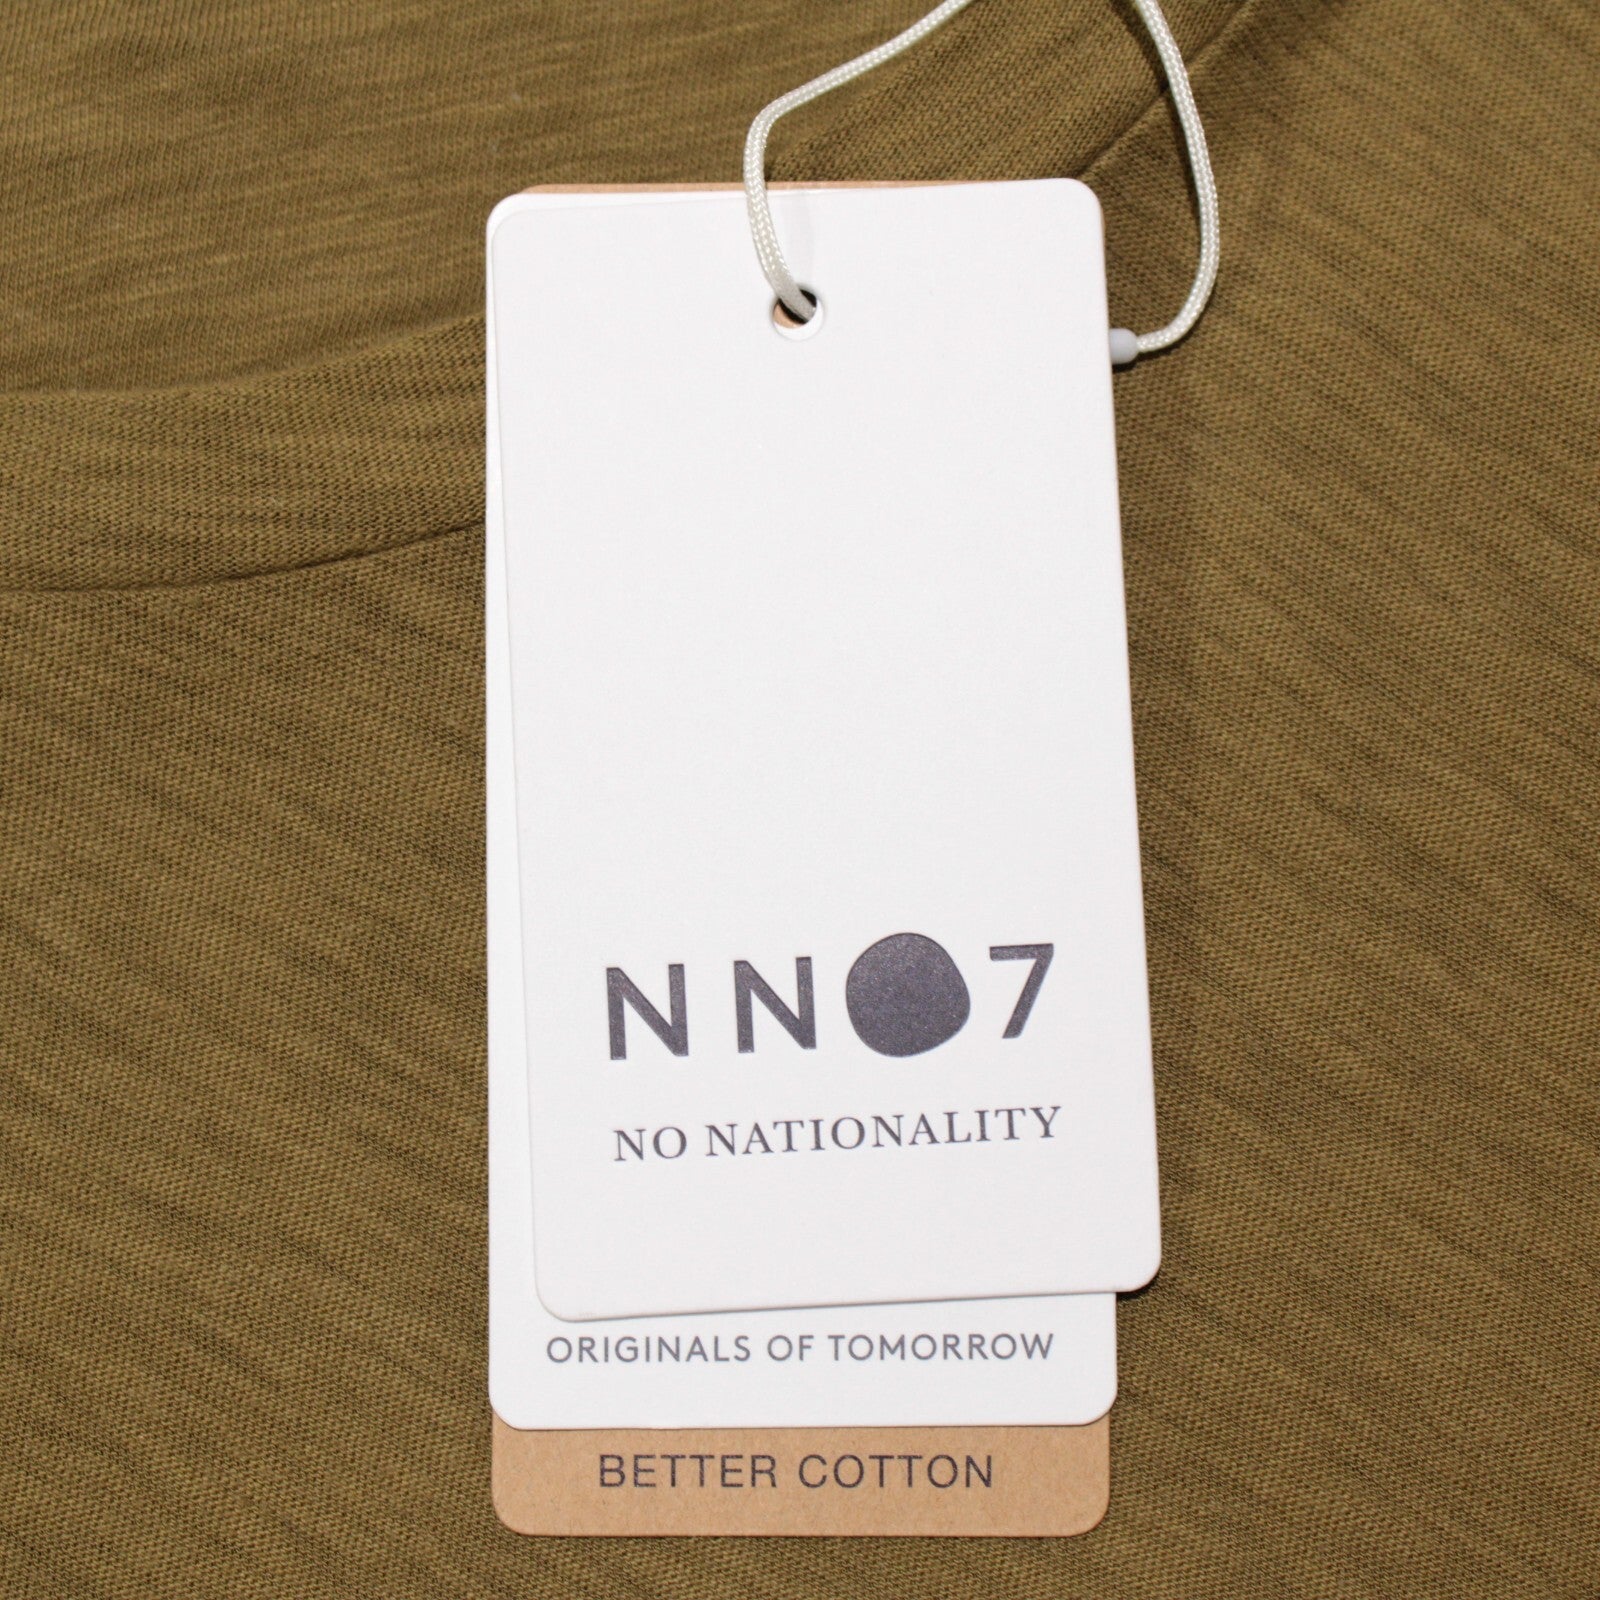 NN07
NO NATIONALITY
ORIGINALS OF TOMORROW
BETTER COTTON